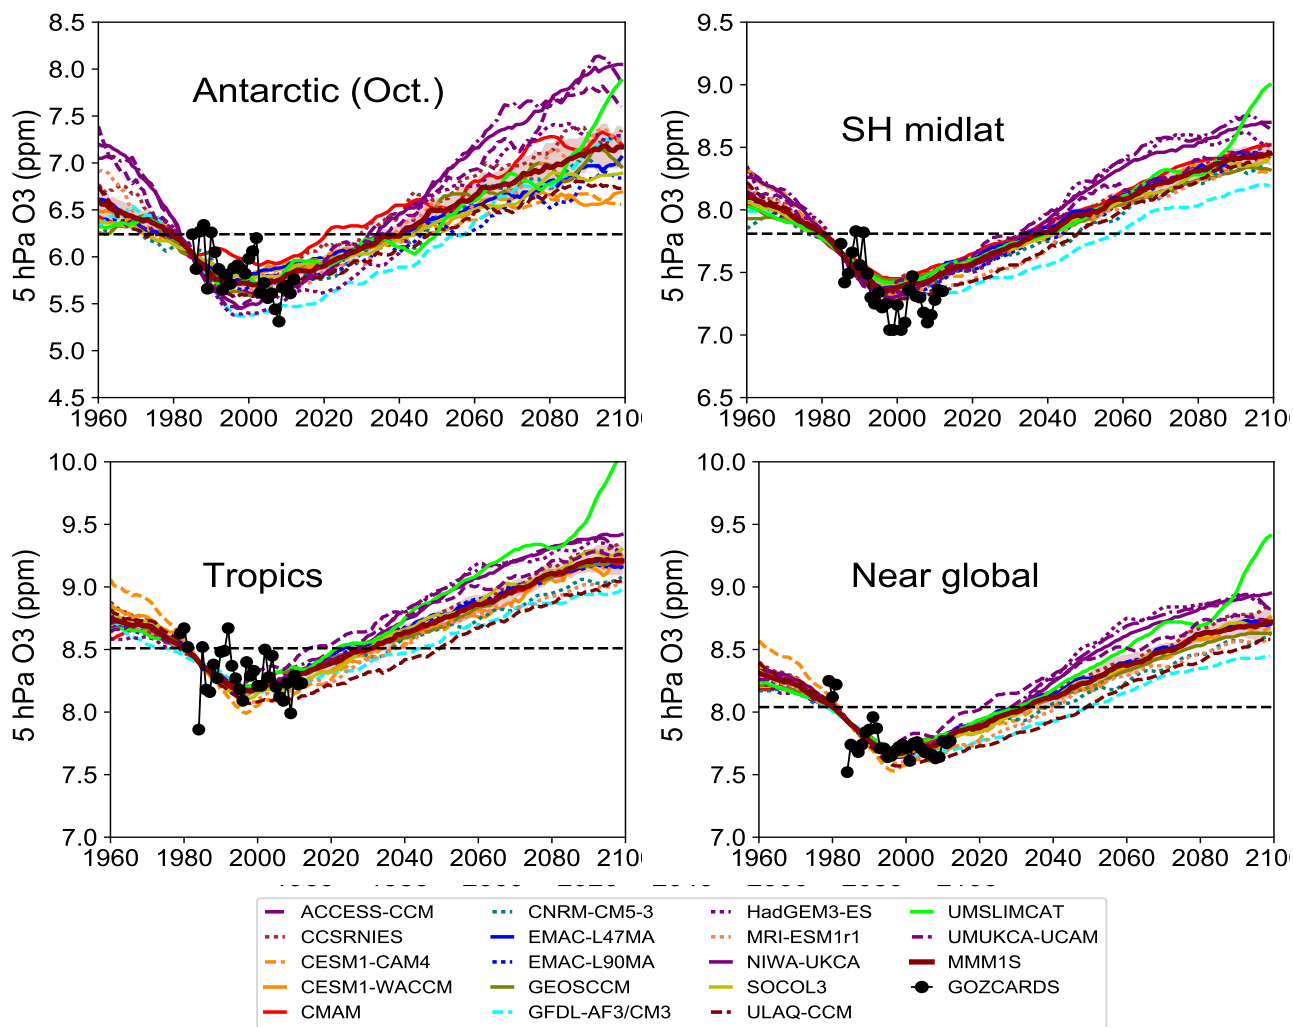 8.5
8.0
7.5
7.0
6.5
6.0
5.5
5.0
4.5
5 hPa O3 (ppm)
Antarctic (Oct.)
1960 1980 2000 2020 2040 2060 2080 210
9.5
9.0
8.5
8.0
7.5
7.0
6.5
5 hPa O3 (ppm)
SH midlat
1960 1980 2000 2020 2040 2060 2080 210
10.0
9.5
9.0
8.5
8.0
7.5
7.0
5 hPa O3 (ppm)
Tropics
1960 1980 2000 2020 2040 2060 2080 210
10.0
9.5
9.0
8.5
8.0
7.5
7.0
5 hPa O3 (ppm)
Near global
1960 1980 2000 2020 2040 2060 2080 210
ACCESS-CCM
CCSRNIES
CESM1-CAM4
CESM1-WACCM
CMAM
CNRM-CM5-3
EMAC-L47MA
EMAC-L90MA
GEOSCCM
GFDL-AF3/CM3
HadGEM3-ES
MRI-ESM1r1
NIWA-UKCA
SOCOL3
ULAQ-CCM
UMSLIMCAT
UMUKCA-UCAM
MMM1S
GOZCARDS